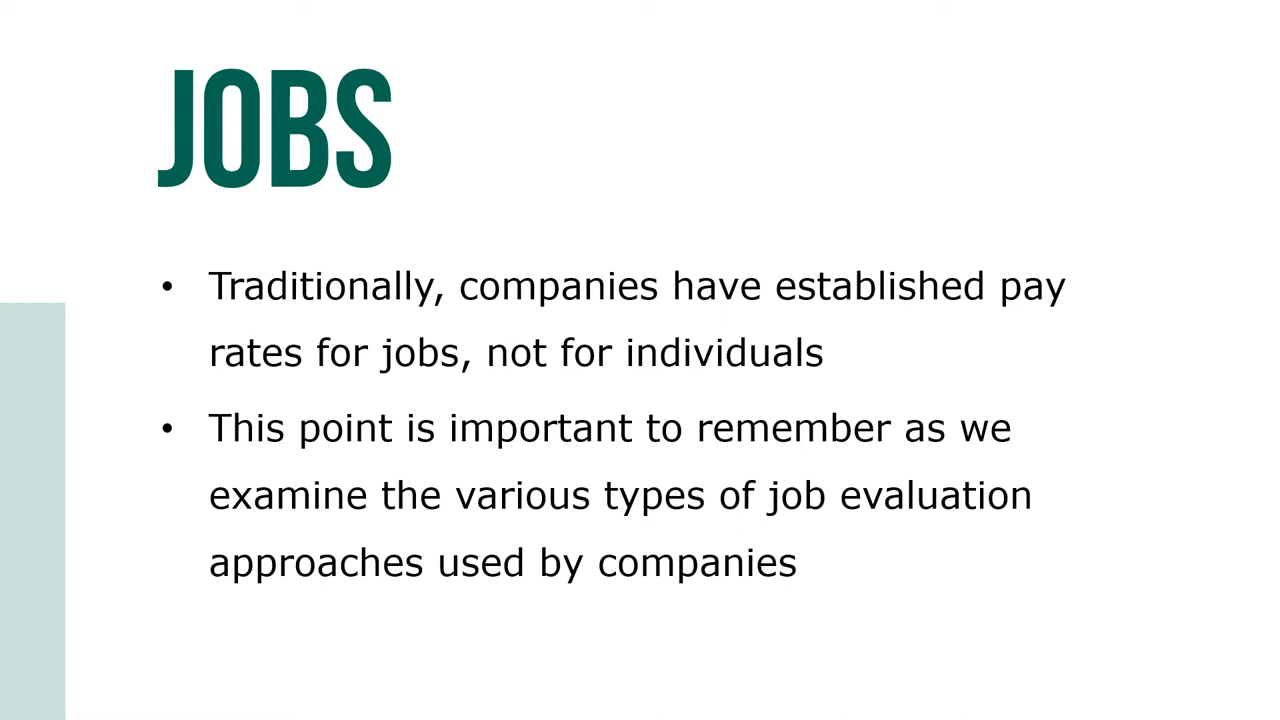 JOBS
• Traditionally, companies have established pay
rates for jobs, not for individuals
• This point is important to remember as we
examine the various types of job evaluation
approaches used by companies